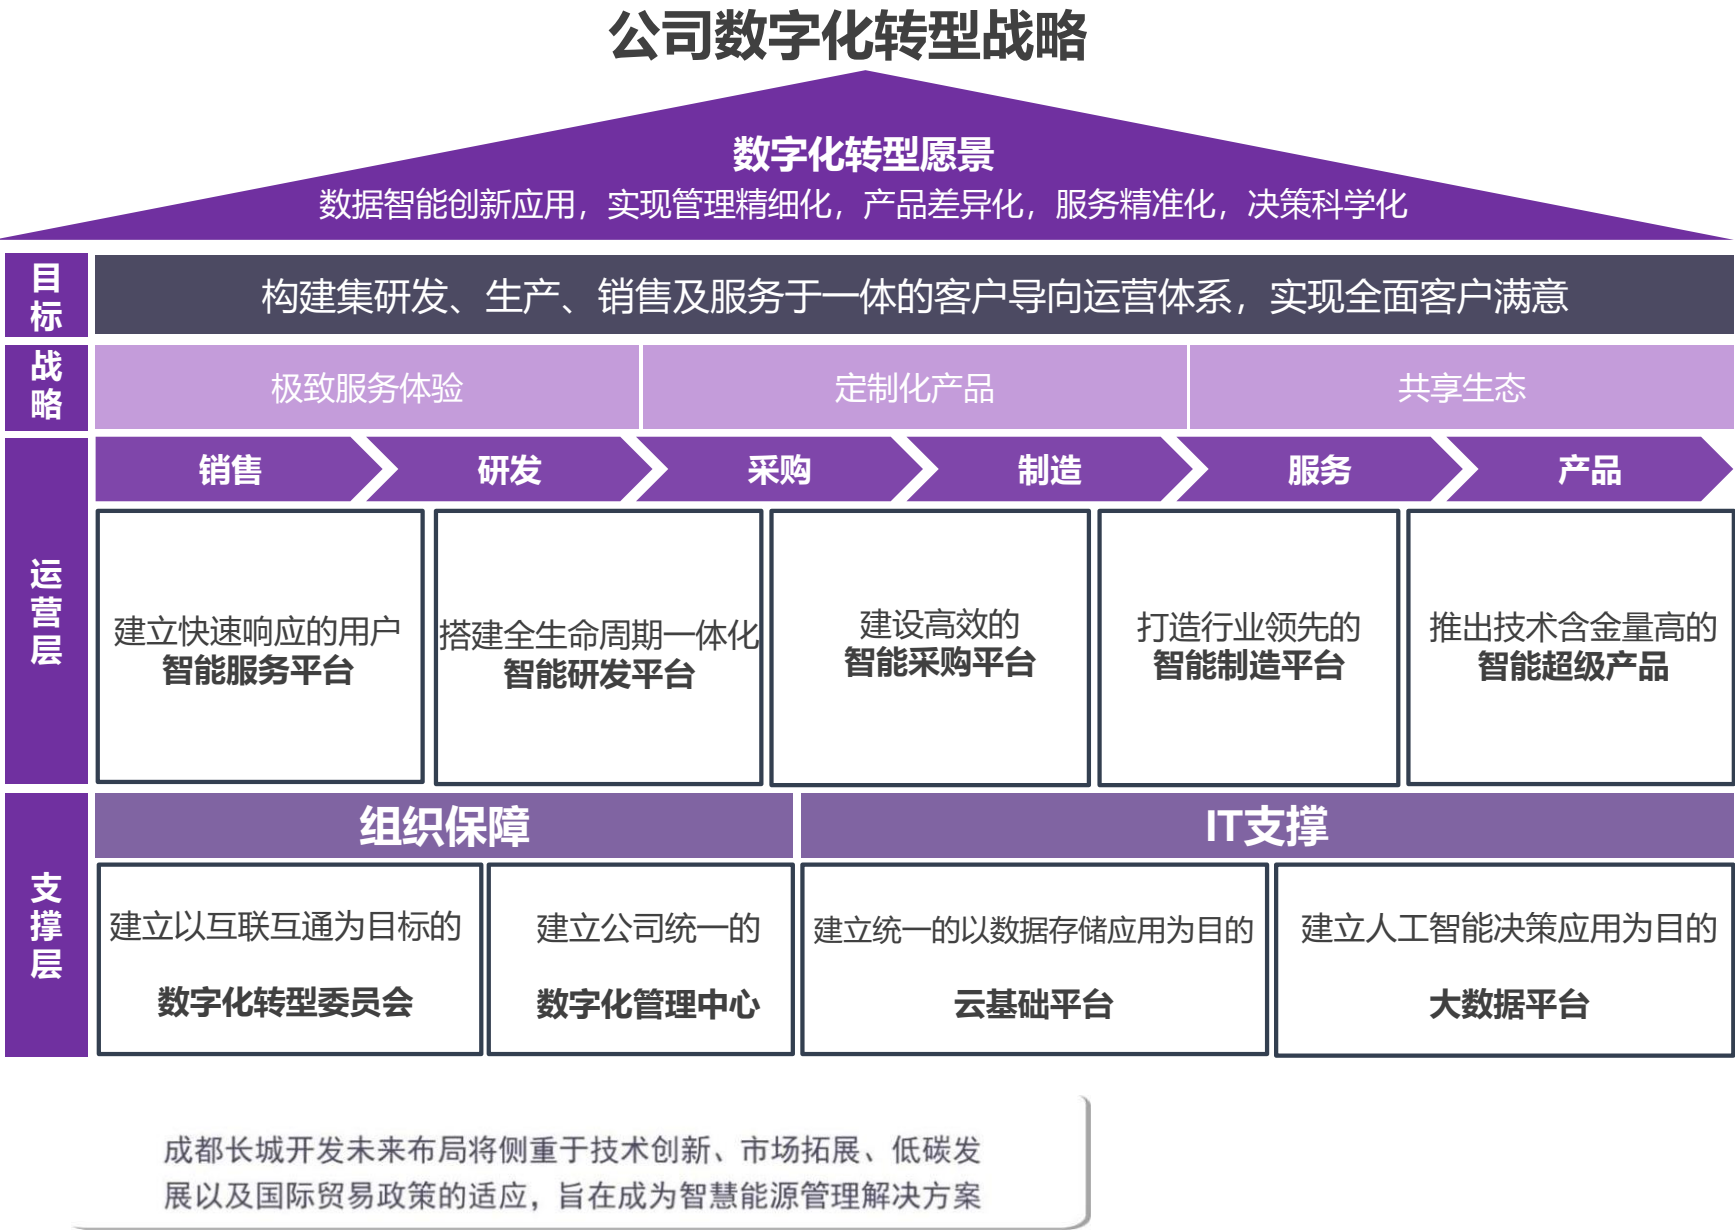 公司数字化转型战略
数字化转型愿景
数据智能创新应用，实现管理精细化，产品差异化，服务精准化，决策科学化
目标
构建集研发、生产、销售及服务于一体的客户导向运营体系，实现全面客户满意
战略
极致服务体验
定制化产品
共享生态
运营层
销售
研发
采购
制造
服务
产品
建立快速响应的用户
智能服务平台
搭建全生命周期一体化
智能研发平台
建设高效的
智能采购平台
打造行业领先的
智能制造平台
推出技术含金量高的
智能超级产品
支撑层
组织保障
IT支撑
建立以互联互通为目标的
数字化转型委员会
建立公司统一的
数字化管理中心
建立统一的以数据存储应用为目的
云基础平台
建立人工智能决策应用为目的
大数据平台
成都长城开发未来布局将侧重于技术创新、市场拓展、低碳发
展以及国际贸易政策的适应，旨在成为智慧能源管理解决方案